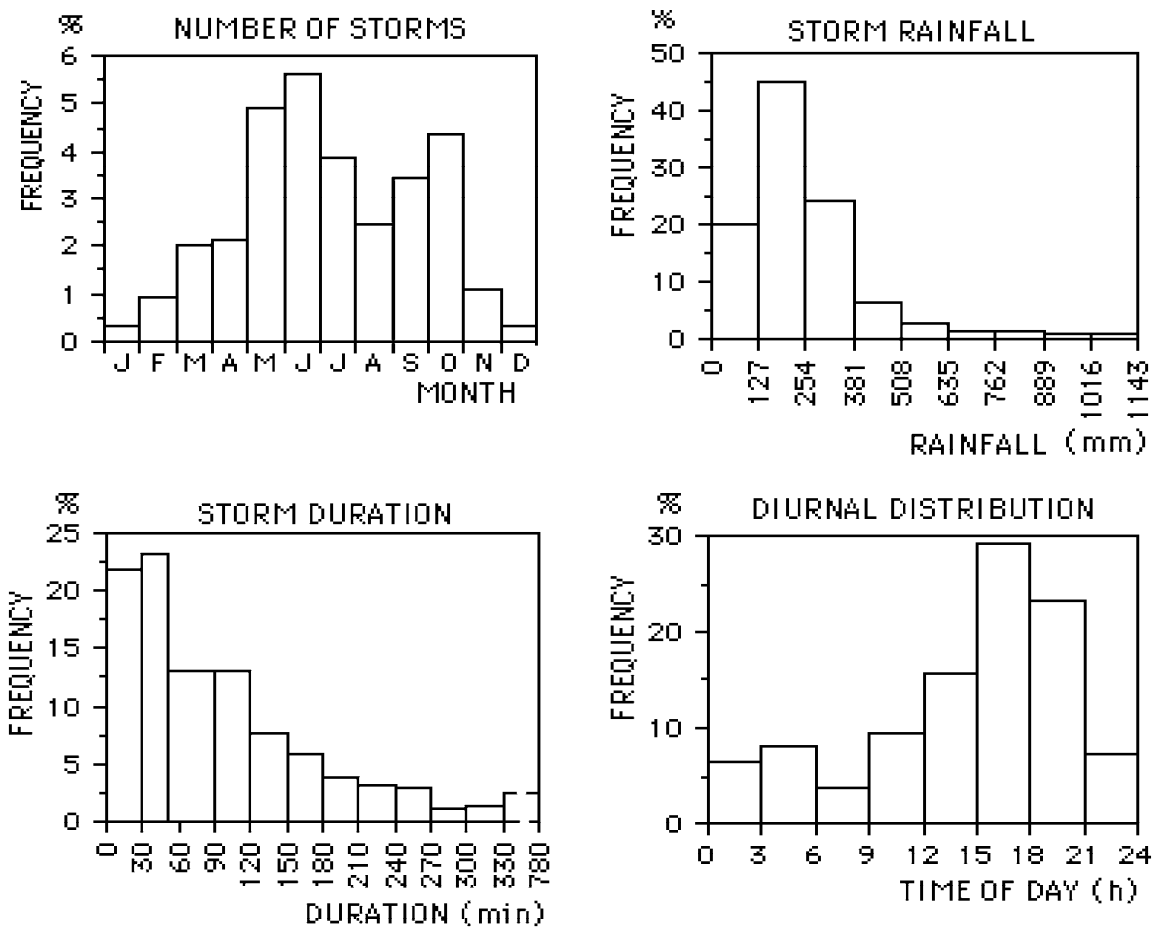 %
NUMBER OF STORMS
FREQUENCY
6
5
4
3
2
1
0
J F M A M J J A S O N D
MONTH
%
STORM RAINFALL
FREQUENCY
50
40
30
20
10
0
0 127 254 381 508 635 762 889 1016 1143
RAINFALL (mm)
%
STORM DURATION
FREQUENCY
25
20
15
10
5
0
0 30 60 90 120 150 180 210 240 270 300 330 780
DURATION (min)
%
DIURNAL DISTRIBUTION
FREQUENCY
30
20
10
0
0 3 6 9 12 15 18 21 24
TIME OF DAY (h)